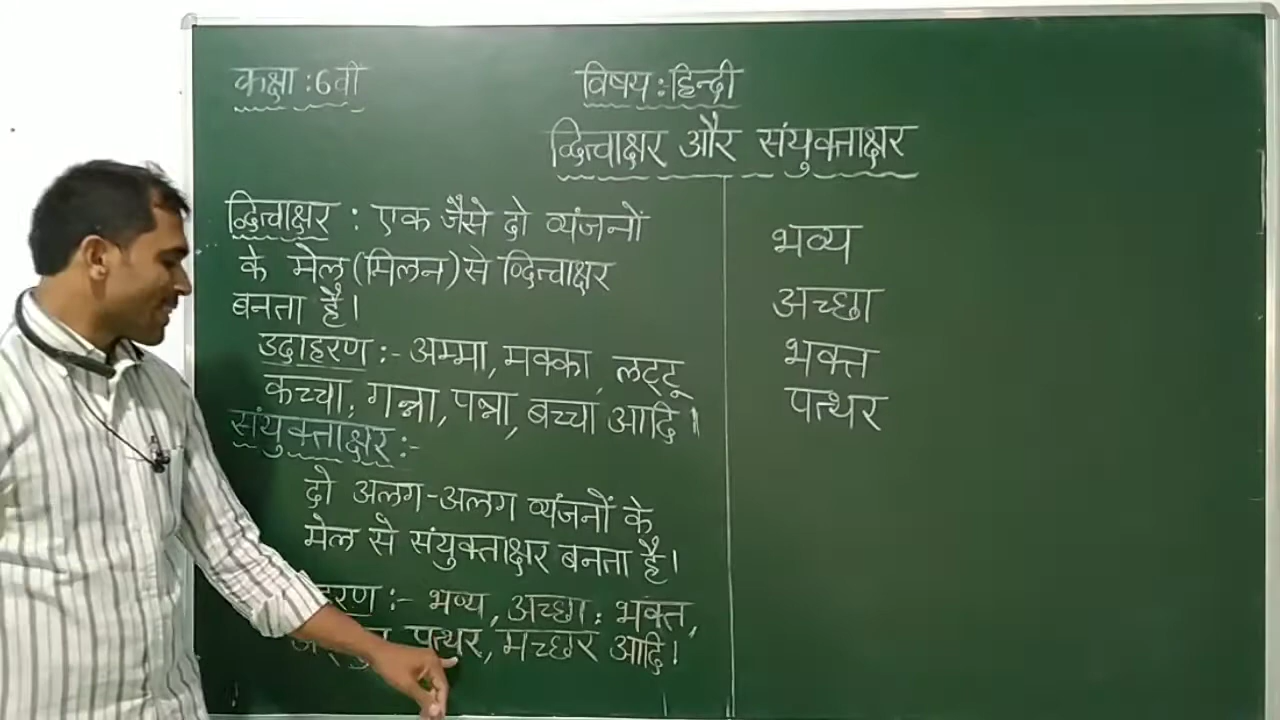 कक्षा : 6वीं
विषय : हिन्दी
द्वित्वाक्षर और संयुक्ताक्षर
द्वित्वाक्षर : एक जैसे दो व्यंजनों
के मेल (मिलन) से द्वित्वाक्षर
बनता है।
उदाहरण :- अम्मा, मक्का, लट्टू
कच्चा, गन्ना, पन्ना, बच्चा आदि।
संयुक्ताक्षर :-
दो अलग-अलग व्यंजनों के
मेल से संयुक्ताक्षर बनता है।
हरण :- भव्य, अच्छा, भक्त,
पत्थर, मच्छर आदि।
भव्य
अच्छा
भक्त
पत्थर